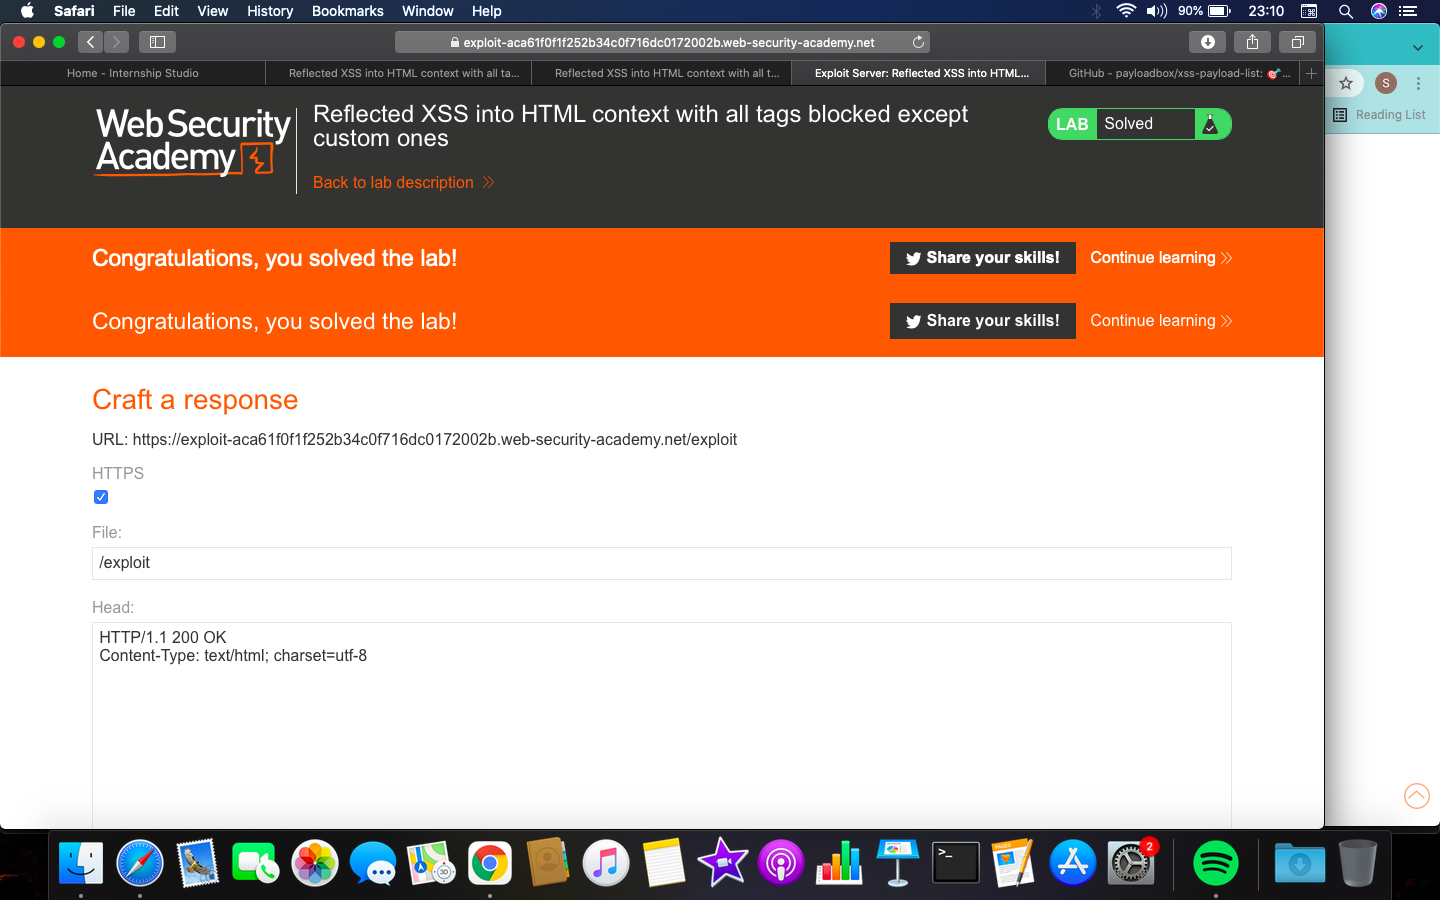 Safari File Edit View History Bookmarks Window Help 90% 23:10
exploit-aca61f0f1f252b34c0f716dc0172002b.web-security-academy.net
Home - Internship Studio
Reflected XSS into HTML context with all ta...
Reflected XSS into HTML context with all t...
Exploit Server: Reflected XSS into HTML...
GitHub - payloadbox/xss-payload-list: 🎯...
S
Reading List
Web Security
Academy
Reflected XSS into HTML context with all tags blocked except
custom ones
Back to lab description
LAB Solved
Congratulations, you solved the lab!
Share your skills!
Continue learning
Congratulations, you solved the lab!
Share your skills!
Continue learning
Craft a response
URL: https://exploit-aca61f0f1f252b34c0f716dc0172002b.web-security-academy.net/exploit
HTTPS
File:
/exploit
Head:
HTTP/1.1 200 OK
Content-Type: text/html; charset=utf-8
3D
>_
PAGES
2